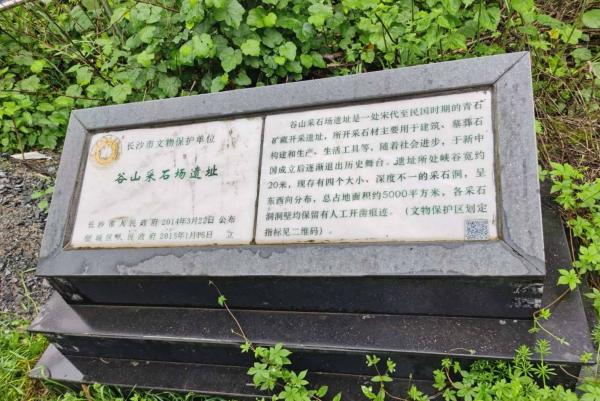 长沙市文物保护单位
谷山采石场遗址
长沙市人民政府2014年3月22日公布
望城区人民政府2015年1月16日 立
谷山采石场遗址是一处宋代至民国时期的青石
矿藏开采遗址，所开采石材主要用于建筑、墓葬石
构建和生产、生活工具等，随着社会进步，于新中
国成立后逐渐退出历史舞台。遗址所处峡谷宽约
20米，现存有四个大小、深度不一的采石洞，呈
东西向分布，总占地面积约5000平方米，各采石
洞洞壁均保留有人工开凿痕迹。（文物保护区划定
指标见二维码）。